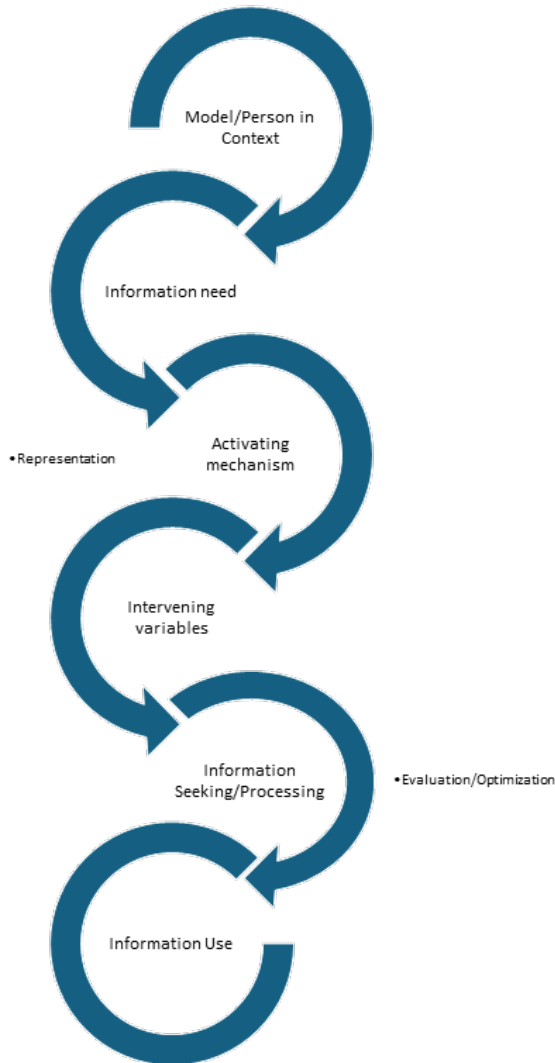 Model/Person in
Context
Information need
Activating
mechanism
•Representation
Intervening
variables
Information
Seeking/Processing
•Evaluation/Optimization
Information Use